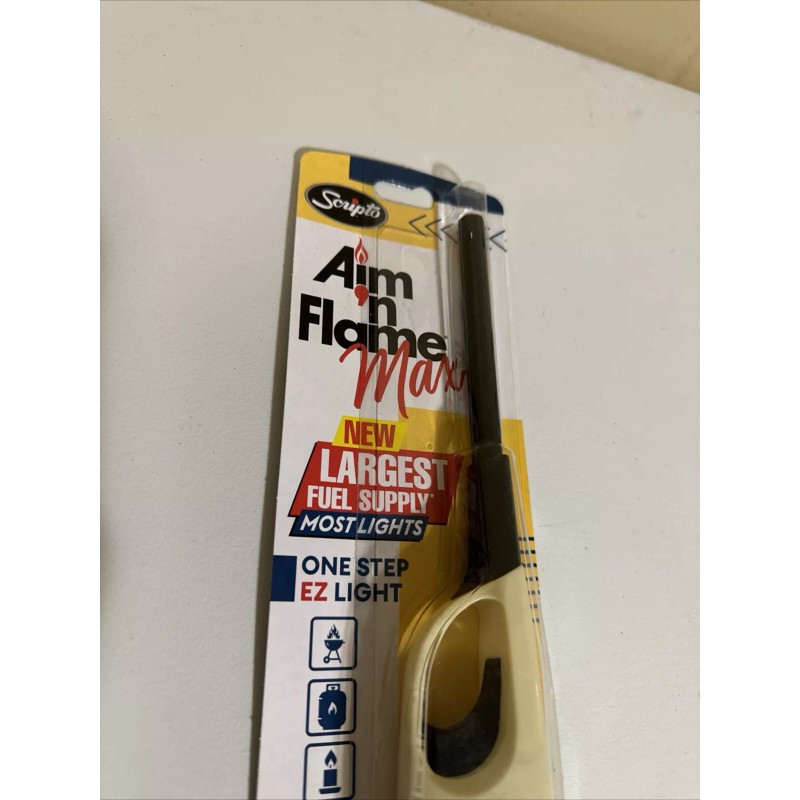 Scripto
Aim
'n
Flame
Max
NEW
LARGEST
FUEL SUPPLY*
MOST LIGHTS
ONE STEP
EZ LIGHT